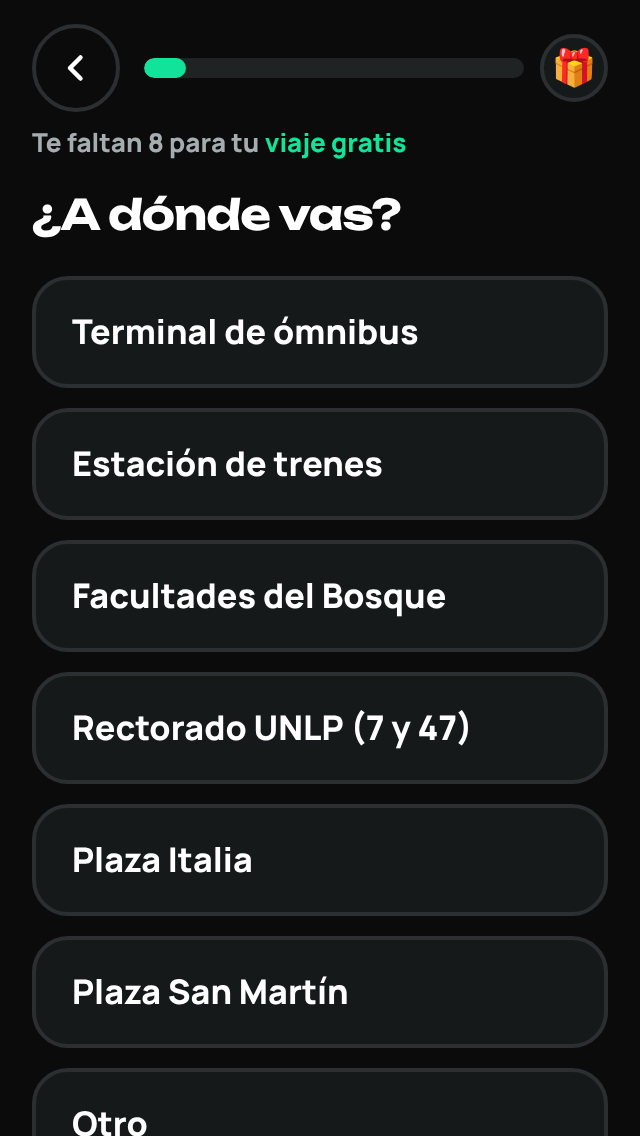 Te faltan 8 para tu viaje gratis
¿A dónde vas?
Terminal de ómnibus
Estación de trenes
Facultades del Bosque
Rectorado UNLP (7 y 47)
Plaza Italia
Plaza San Martín
Otro